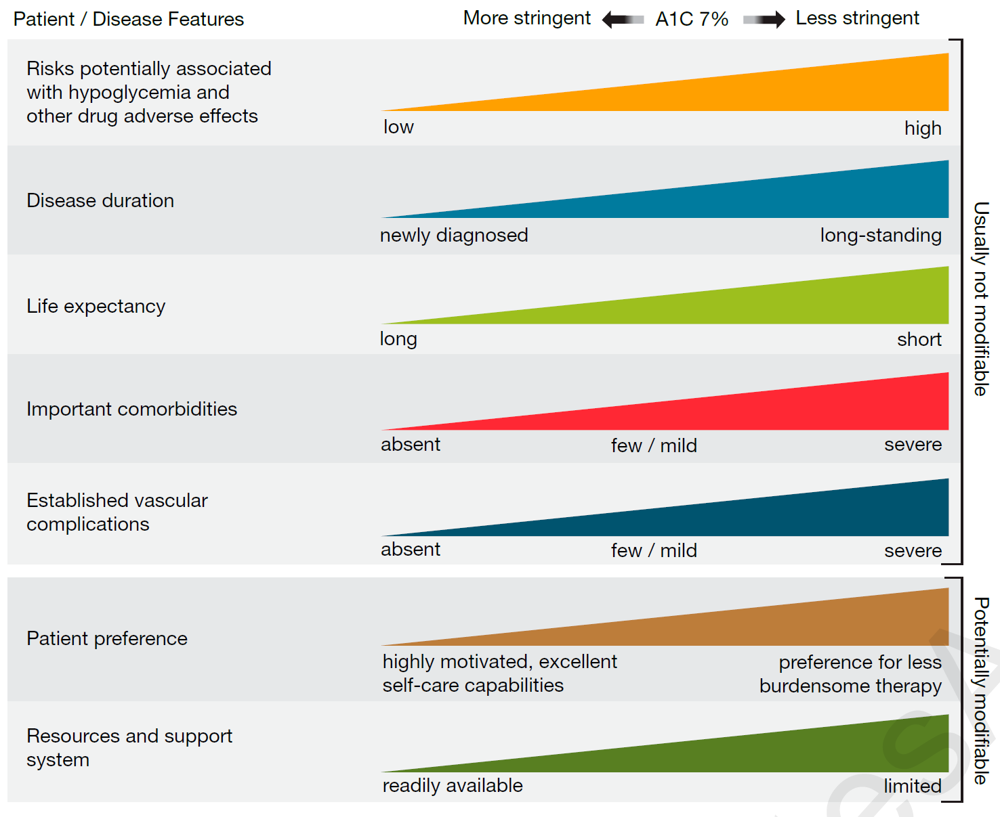 Patient / Disease Features
More stringent A1C 7% Less stringent
Risks potentially associated
with hypoglycemia and
other drug adverse effects
low high
Disease duration
newly diagnosed long-standing
Life expectancy
long short
Important comorbidities
absent few / mild severe
Established vascular
complications
absent few / mild severe
Usually not modifiable
Patient preference
highly motivated, excellent preference for less
self-care capabilities burdensome therapy
Resources and support
system
readily available limited
Potentially modifiable
esA